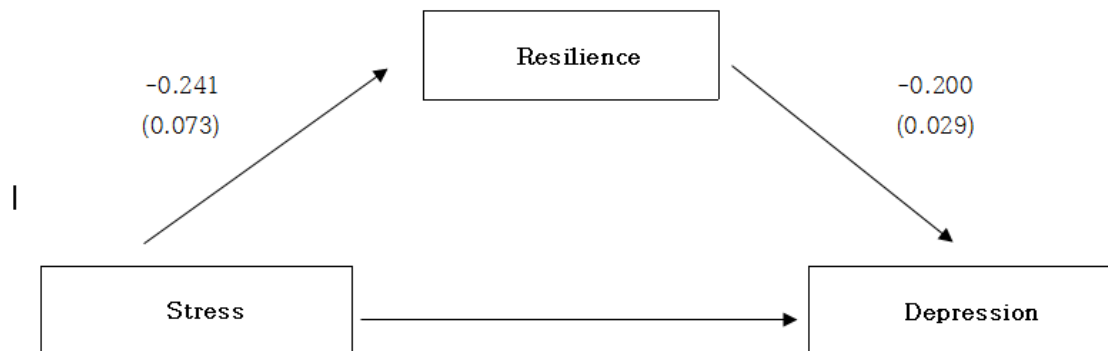 Resilience
-0.241
(0.073)
-0.200
(0.029)
Stress
Depression